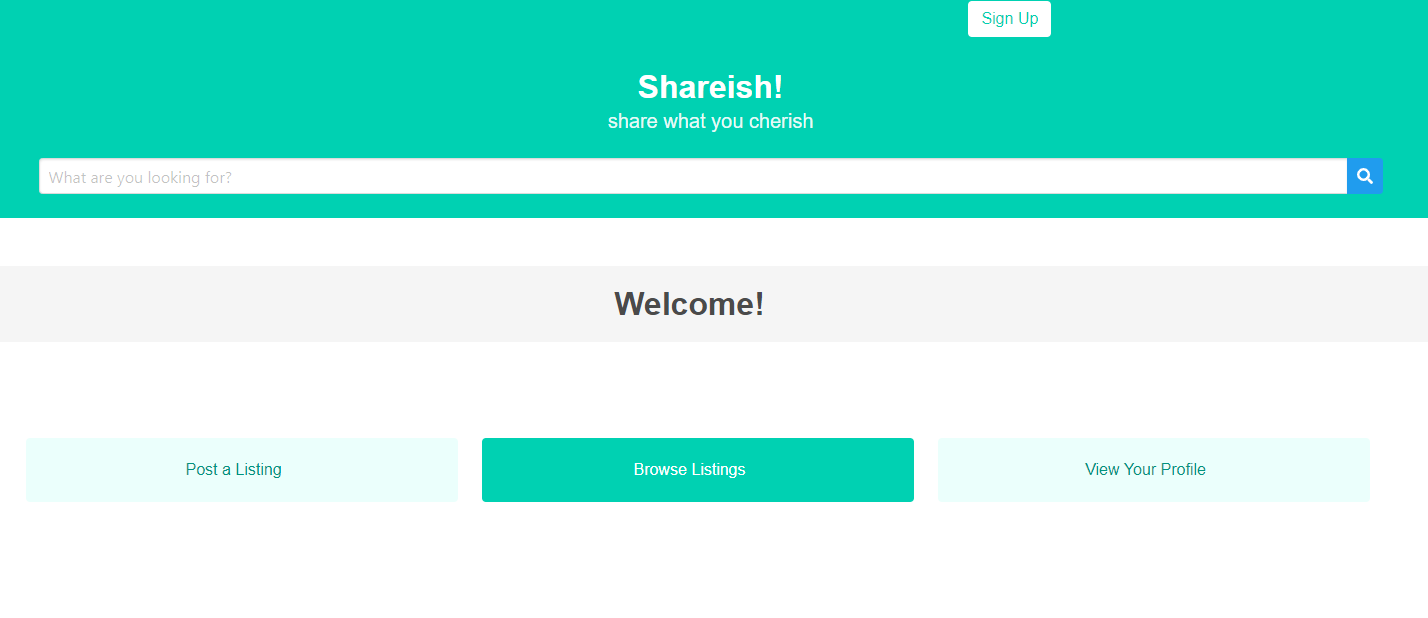 Sign Up
Shareish!
share what you cherish
What are you looking for?
Welcome!
Post a Listing
Browse Listings
View Your Profile